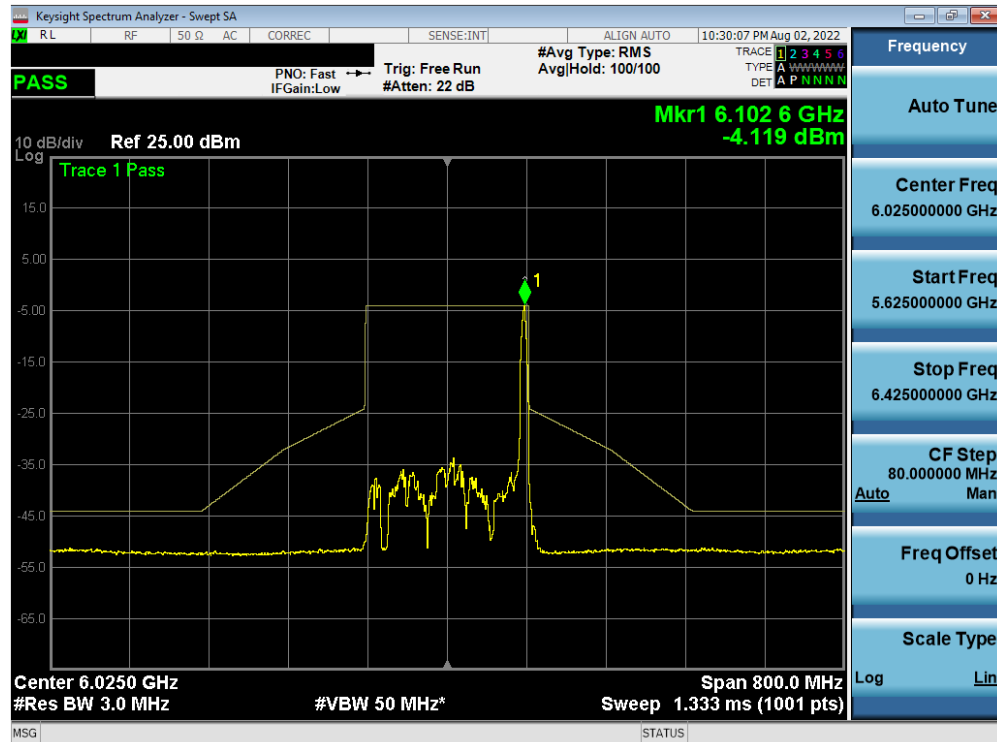 Keysight Spectrum Analyzer - Swept SA
LXI RL RF 50 Ω AC CORREC SENSE:INT ALIGN AUTO 10:30:07 PM Aug 02, 2022
PASS
PNO: Fast
IFGain:Low
Trig: Free Run
#Atten: 22 dB
#Avg Type: RMS
Avg|Hold: 100/100
TRACE 1 2 3 4 5 6
TYPE A WWWWW
DET A P N N N N
Mkr1 6.102 6 GHz
-4.119 dBm
10 dB/div Ref 25.00 dBm
Log
Trace 1 Pass
1
15.0
5.00
-5.00
-15.0
-25.0
-35.0
-45.0
-55.0
-65.0
Center 6.0250 GHz Span 800.0 MHz
#Res BW 3.0 MHz #VBW 50 MHz* Sweep 1.333 ms (1001 pts)
MSG STATUS
Frequency
Auto Tune
Center Freq
6.025000000 GHz
Start Freq
5.625000000 GHz
Stop Freq
6.425000000 GHz
CF Step
80.000000 MHz
Auto Man
Freq Offset
0 Hz
Scale Type
Log Lin